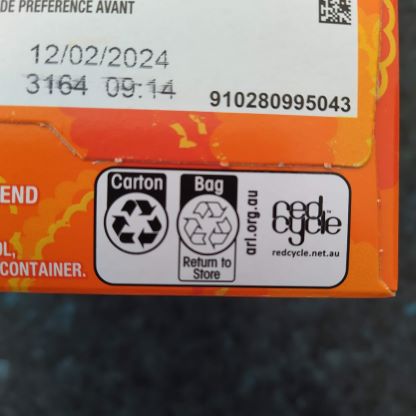 DE PREFERENCE AVANT
12/02/2024
3164 09:14
910280995043
END
OL,
CONTAINER.
Carton
Bag
Return to
Store
arl.org.au
red
cycle
TM
redcycle.net.au